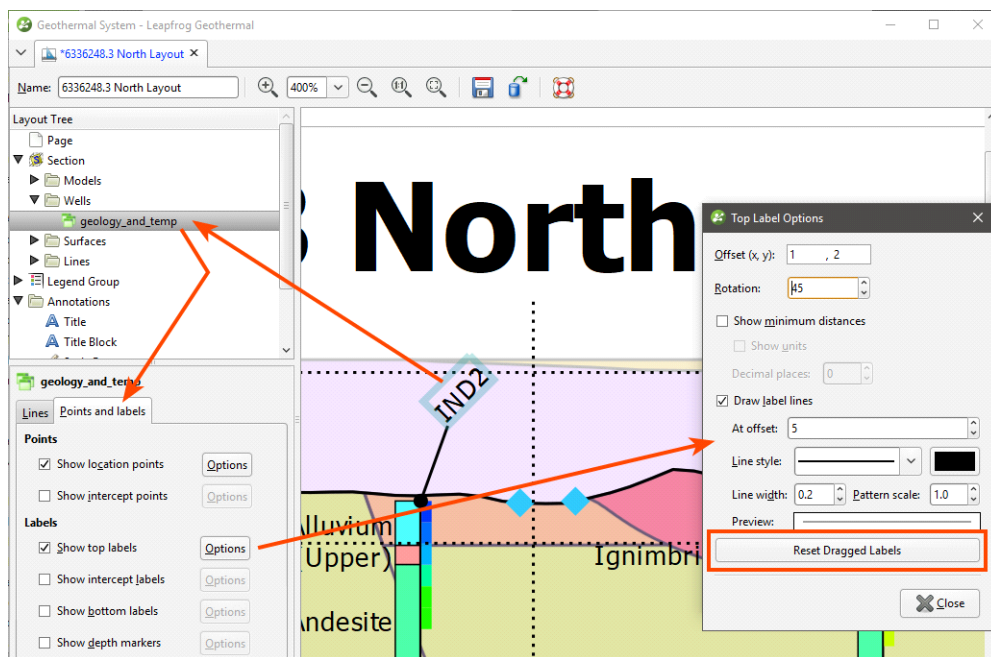 Geothermal System - Leapfrog Geothermal
*6336248.3 North Layout
Name: 6336248.3 North Layout
400%
Layout Tree
Page
Section
Models
Wells
geology_and_temp
Surfaces
Lines
Legend Group
Annotations
Title
Title Block
geology_and_temp
Lines
Points and labels
Points
Show location points Options
Show intercept points Options
Labels
Show top labels Options
Show intercept labels Options
Show bottom labels Options
Show depth markers Options
3 North
IND2
Alluvium
(Upper)
Ignimbri
Andesite
Top Label Options
Offset (x, y): 1 , 2
Rotation: 45
Show minimum distances
Show units
Decimal places: 0
Draw label lines
At offset: 5
Line style:
Line width: 0.2 Pattern scale: 1.0
Preview:
Reset Dragged Labels
Close